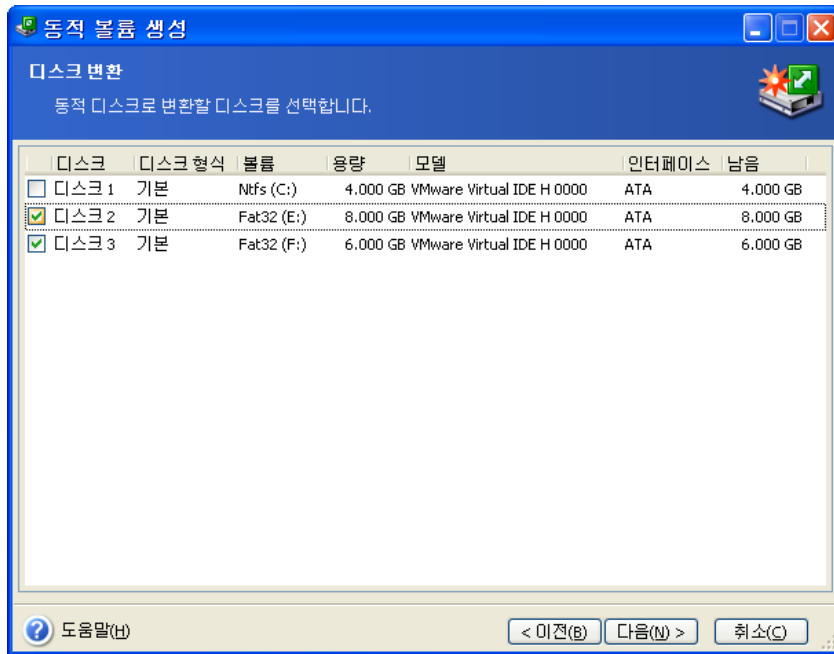 동적 볼륨 생성
디스크 변환
동적 디스크로 변환할 디스크를 선택합니다.
디스크 디스크 형식 볼륨 용량 모델 인터페이스 남음
디스크 1 기본 Ntfs (C:) 4.000 GB VMware Virtual IDE H 0000 ATA 4.000 GB
디스크 2 기본 Fat32 (E:) 8.000 GB VMware Virtual IDE H 0000 ATA 8.000 GB
디스크 3 기본 Fat32 (F:) 6.000 GB VMware Virtual IDE H 0000 ATA 6.000 GB
도움말(H) < 이전(B) 다음(N) > 취소(C)